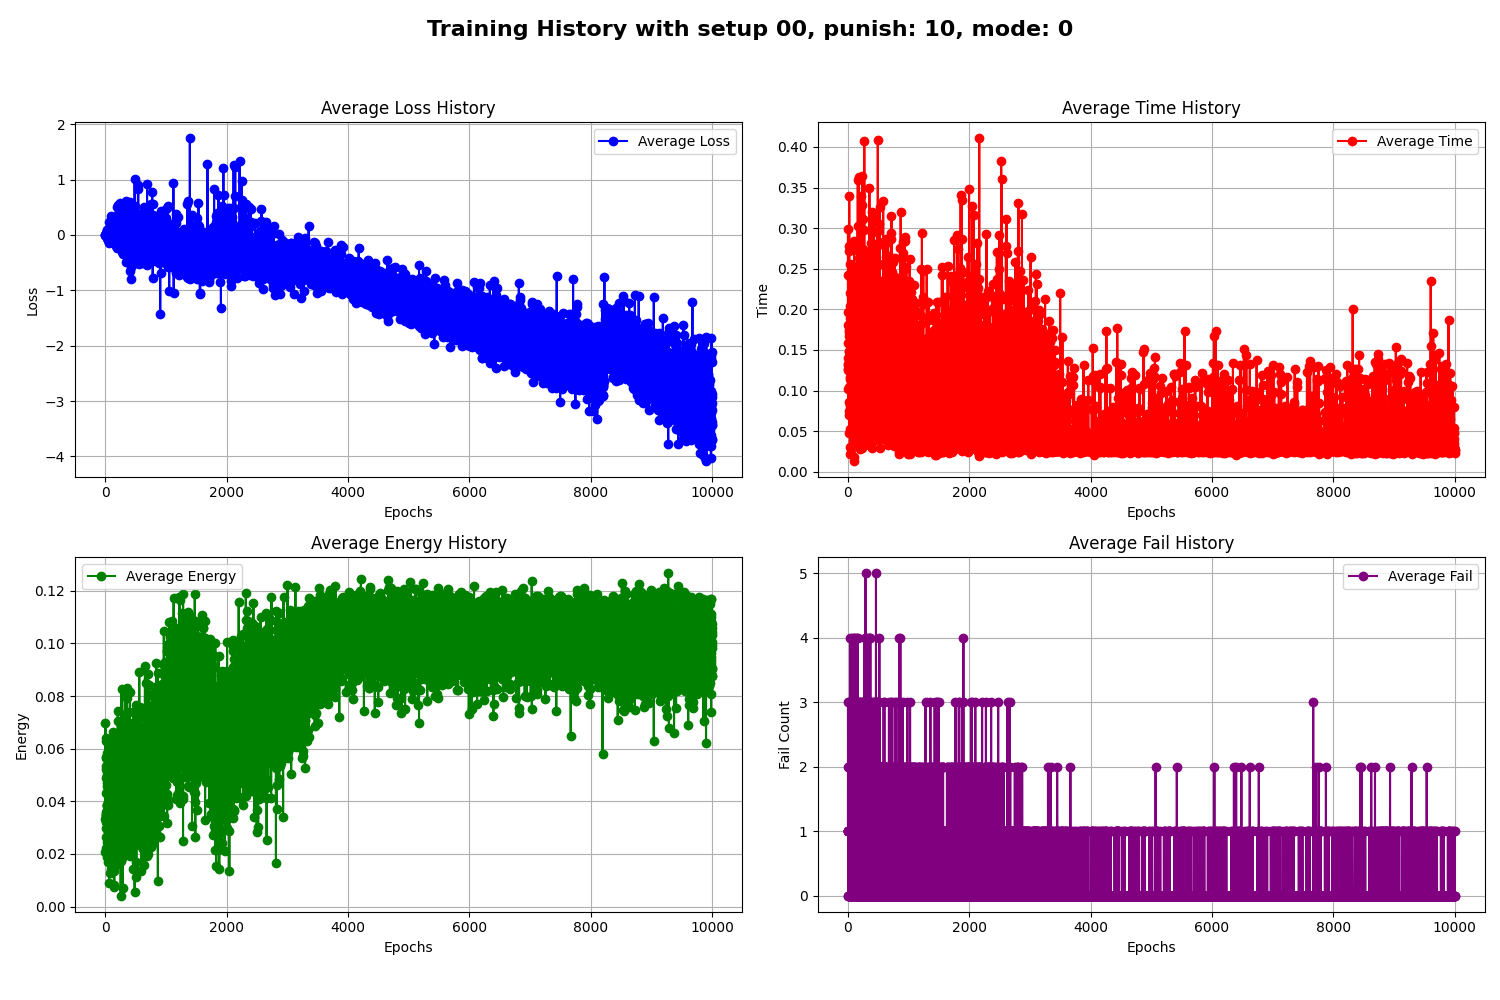 Training History with setup 00, punish: 10, mode: 0
Average Loss History
Average Loss
2
1
0
−1
−2
−3
−4
Loss
0 2000 4000 6000 8000 10000
Epochs
Average Time History
Average Time
0.40
0.35
0.30
0.25
0.20
0.15
0.10
0.05
0.00
Time
0 2000 4000 6000 8000 10000
Epochs
Average Energy History
Average Energy
0.12
0.10
0.08
0.06
0.04
0.02
0.00
Energy
0 2000 4000 6000 8000 10000
Epochs
Average Fail History
Average Fail
5
4
3
2
1
0
Fail Count
0 2000 4000 6000 8000 10000
Epochs